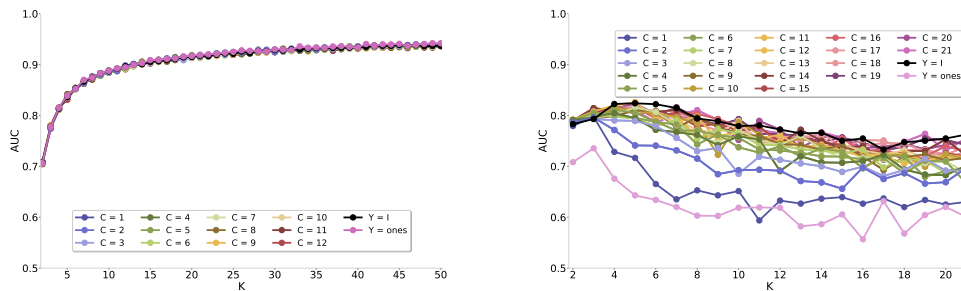 1.0
0.9
0.8
0.7
0.6
0.5
AUC
5 10 15 20 25 30 35 40 45 50
K
C = 1 C = 4 C = 7 C = 10 Y = I
C = 2 C = 5 C = 8 C = 11 Y = ones
C = 3 C = 6 C = 9 C = 12
1.0
0.9
0.8
0.7
0.6
0.5
AUC
2 4 6 8 10 12 14 16 18 20
K
C = 1 C = 6 C = 11 C = 16 C = 20
C = 2 C = 7 C = 12 C = 17 C = 21
C = 3 C = 8 C = 13 C = 18 Y = I
C = 4 C = 9 C = 14 C = 19 Y = ones
C = 5 C = 10 C = 15